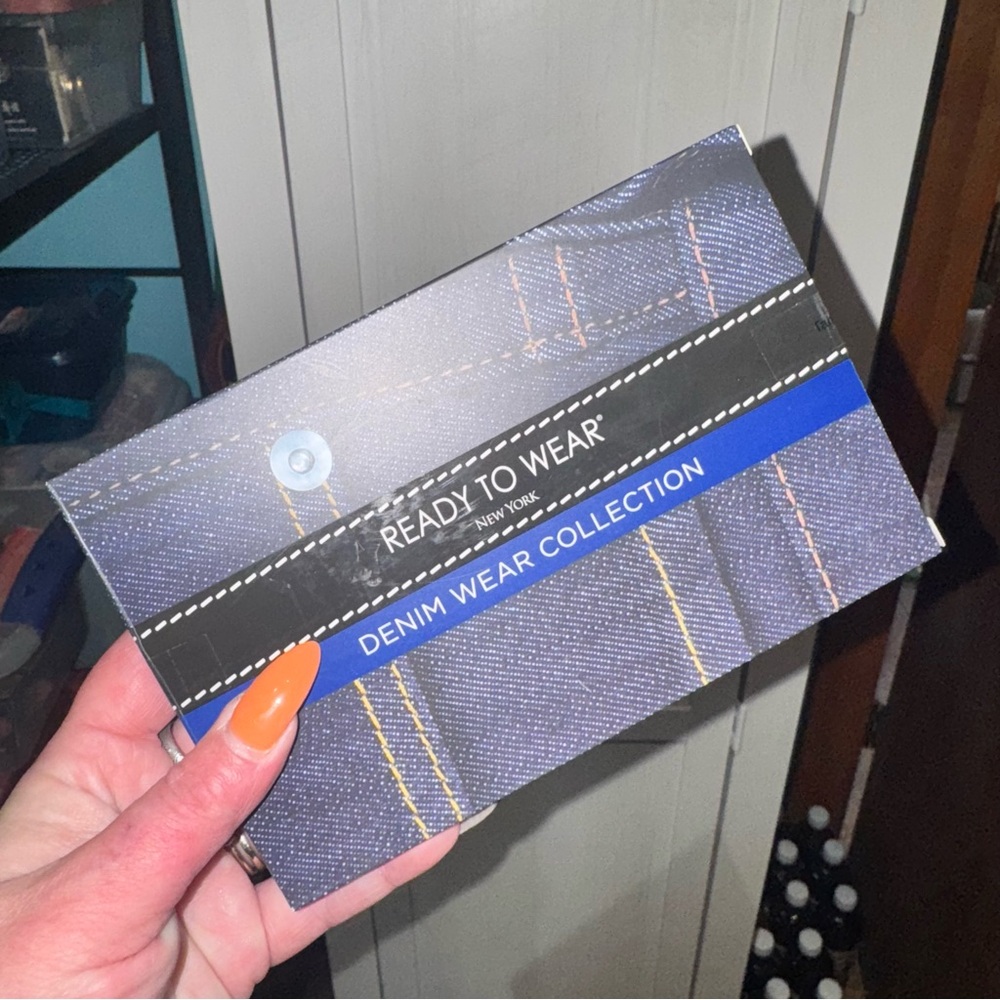 READY TO WEAR®
NEW YORK
DENIM WEAR COLLECTION